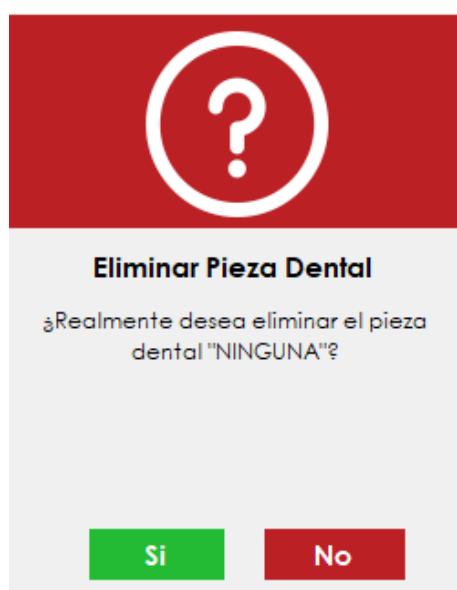 ?
Eliminar Pieza Dental
¿Realmente desea eliminar el pieza
dental "NINGUNA"?
Si
No